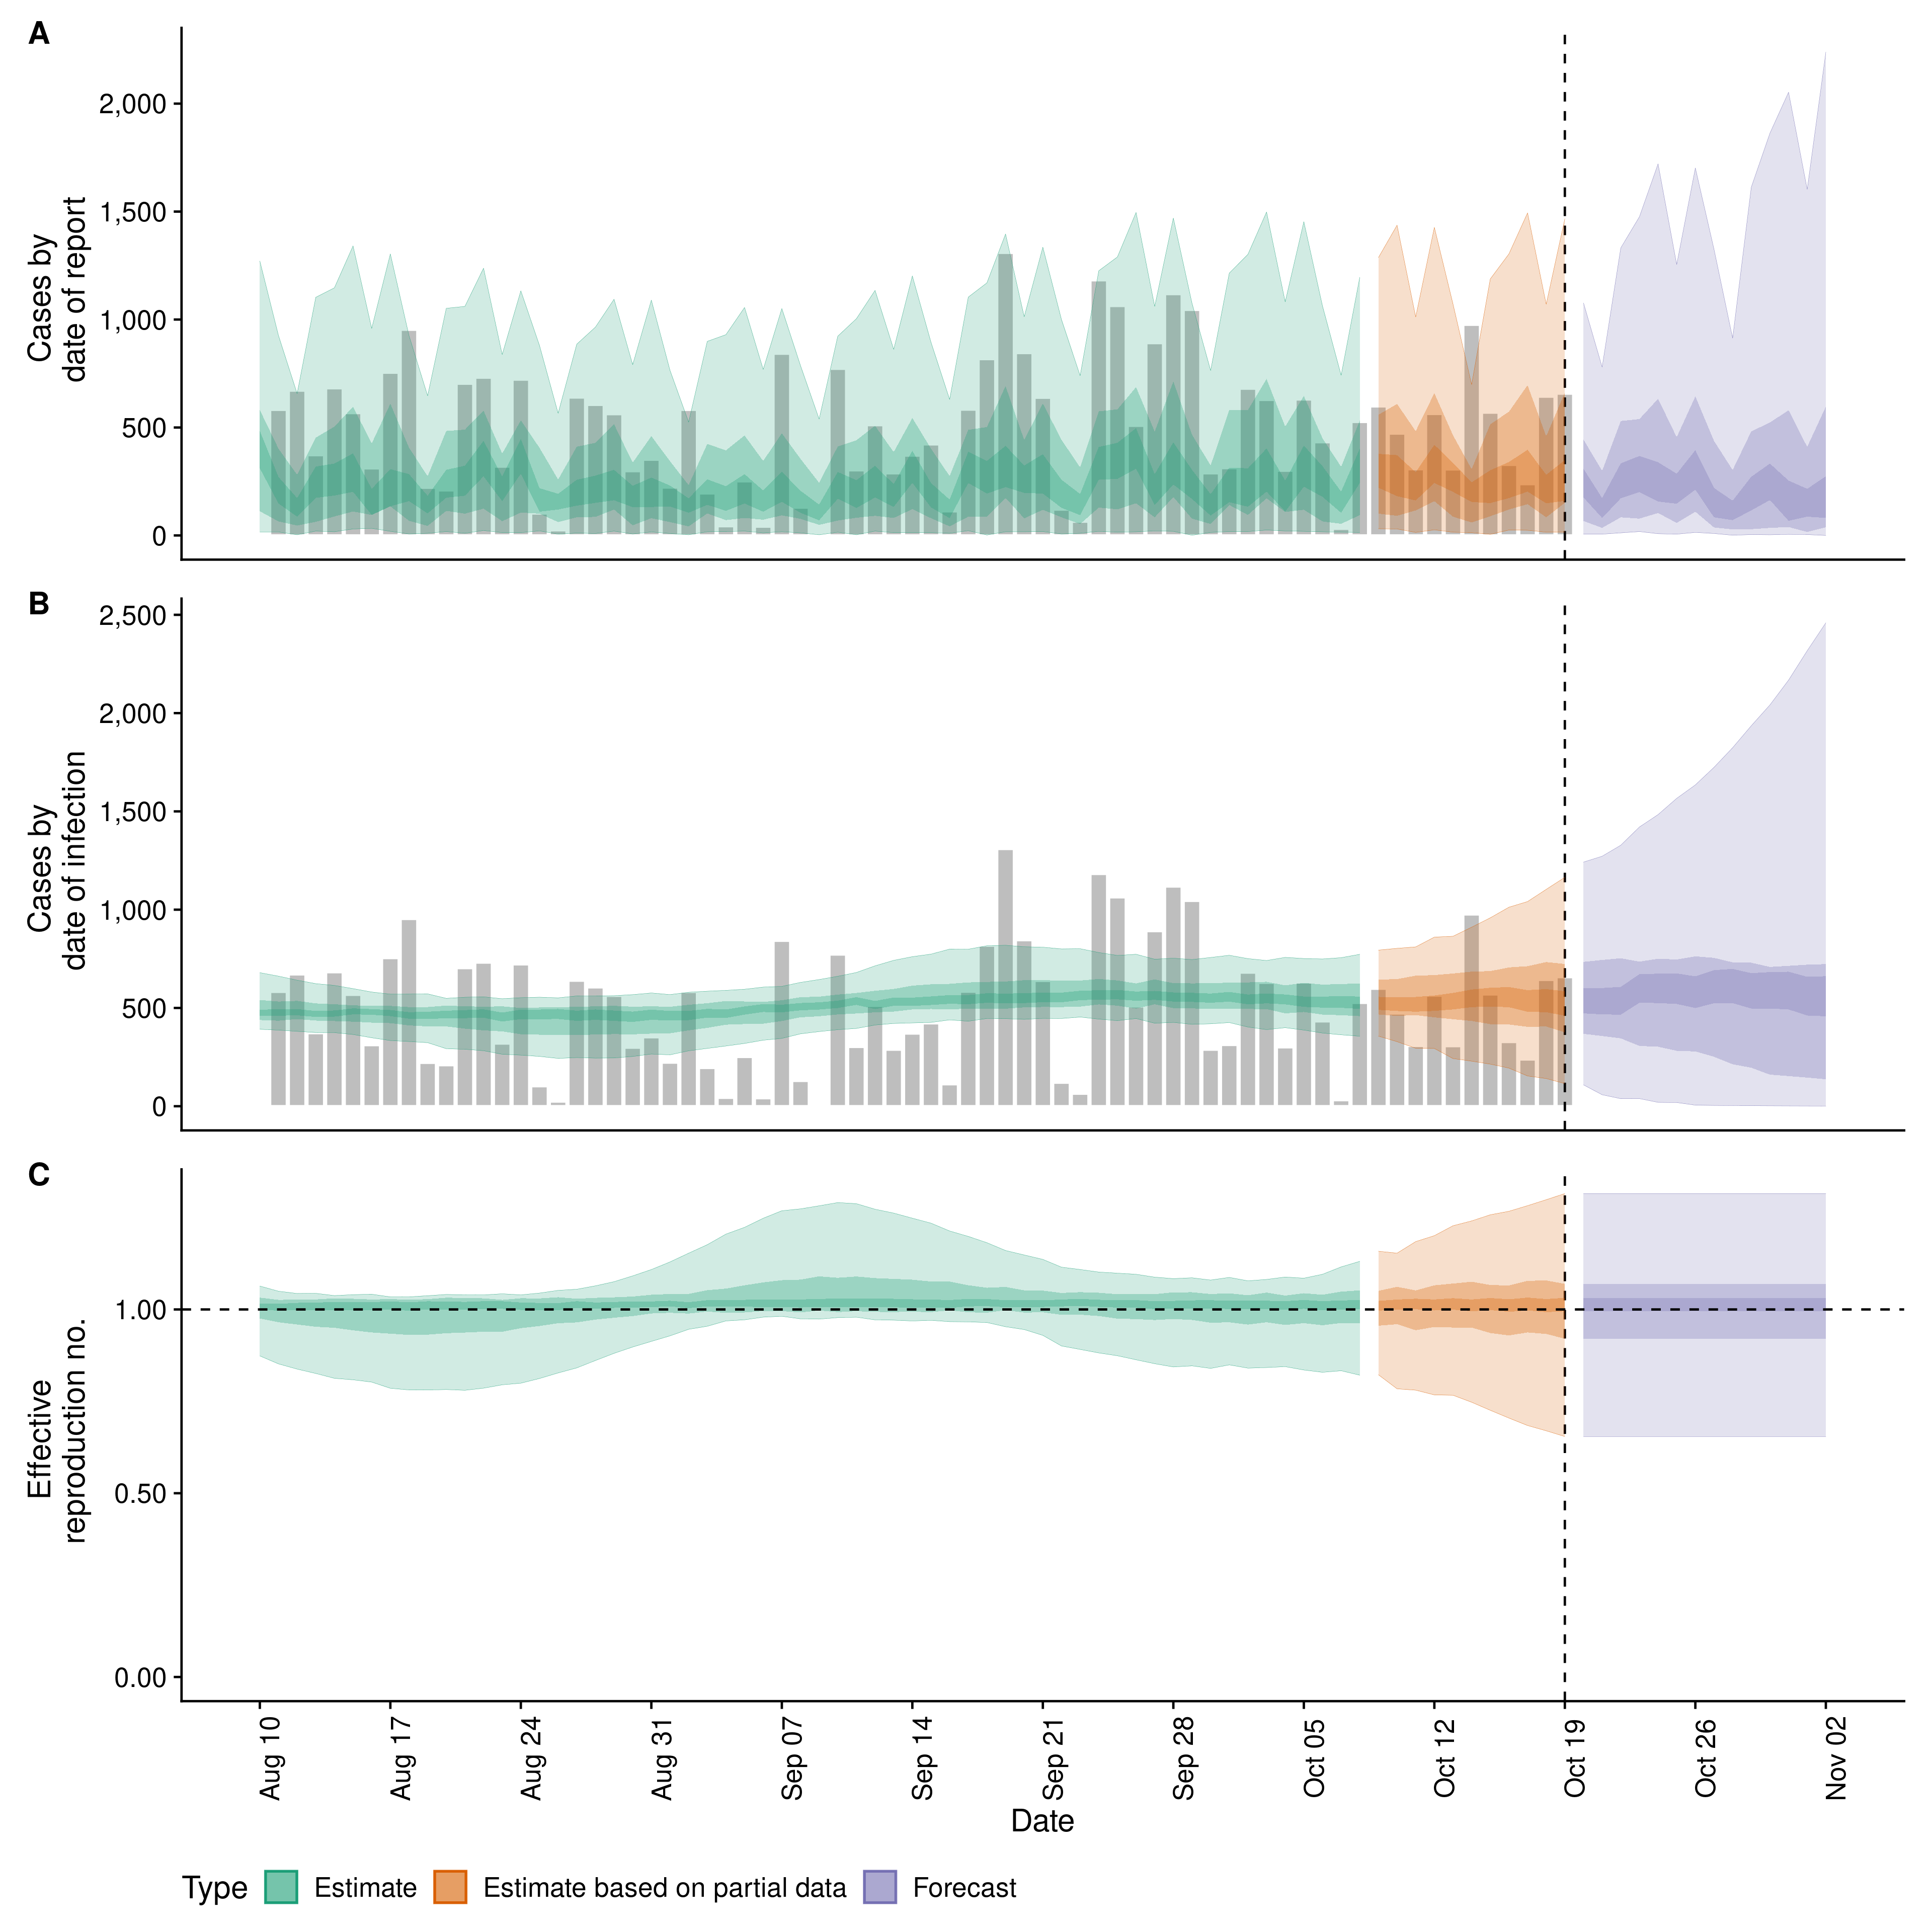 A
Cases by
date of report
2,000
1,500
1,000
500
0
B
Cases by
date of infection
2,500
2,000
1,500
1,000
500
0
C
Effective
reproduction no.
1.00
0.50
0.00
Aug 10
Aug 17
Aug 24
Aug 31
Sep 07
Sep 14
Sep 21
Sep 28
Oct 05
Oct 12
Oct 19
Oct 26
Nov 02
Date
Type Estimate Estimate based on partial data Forecast